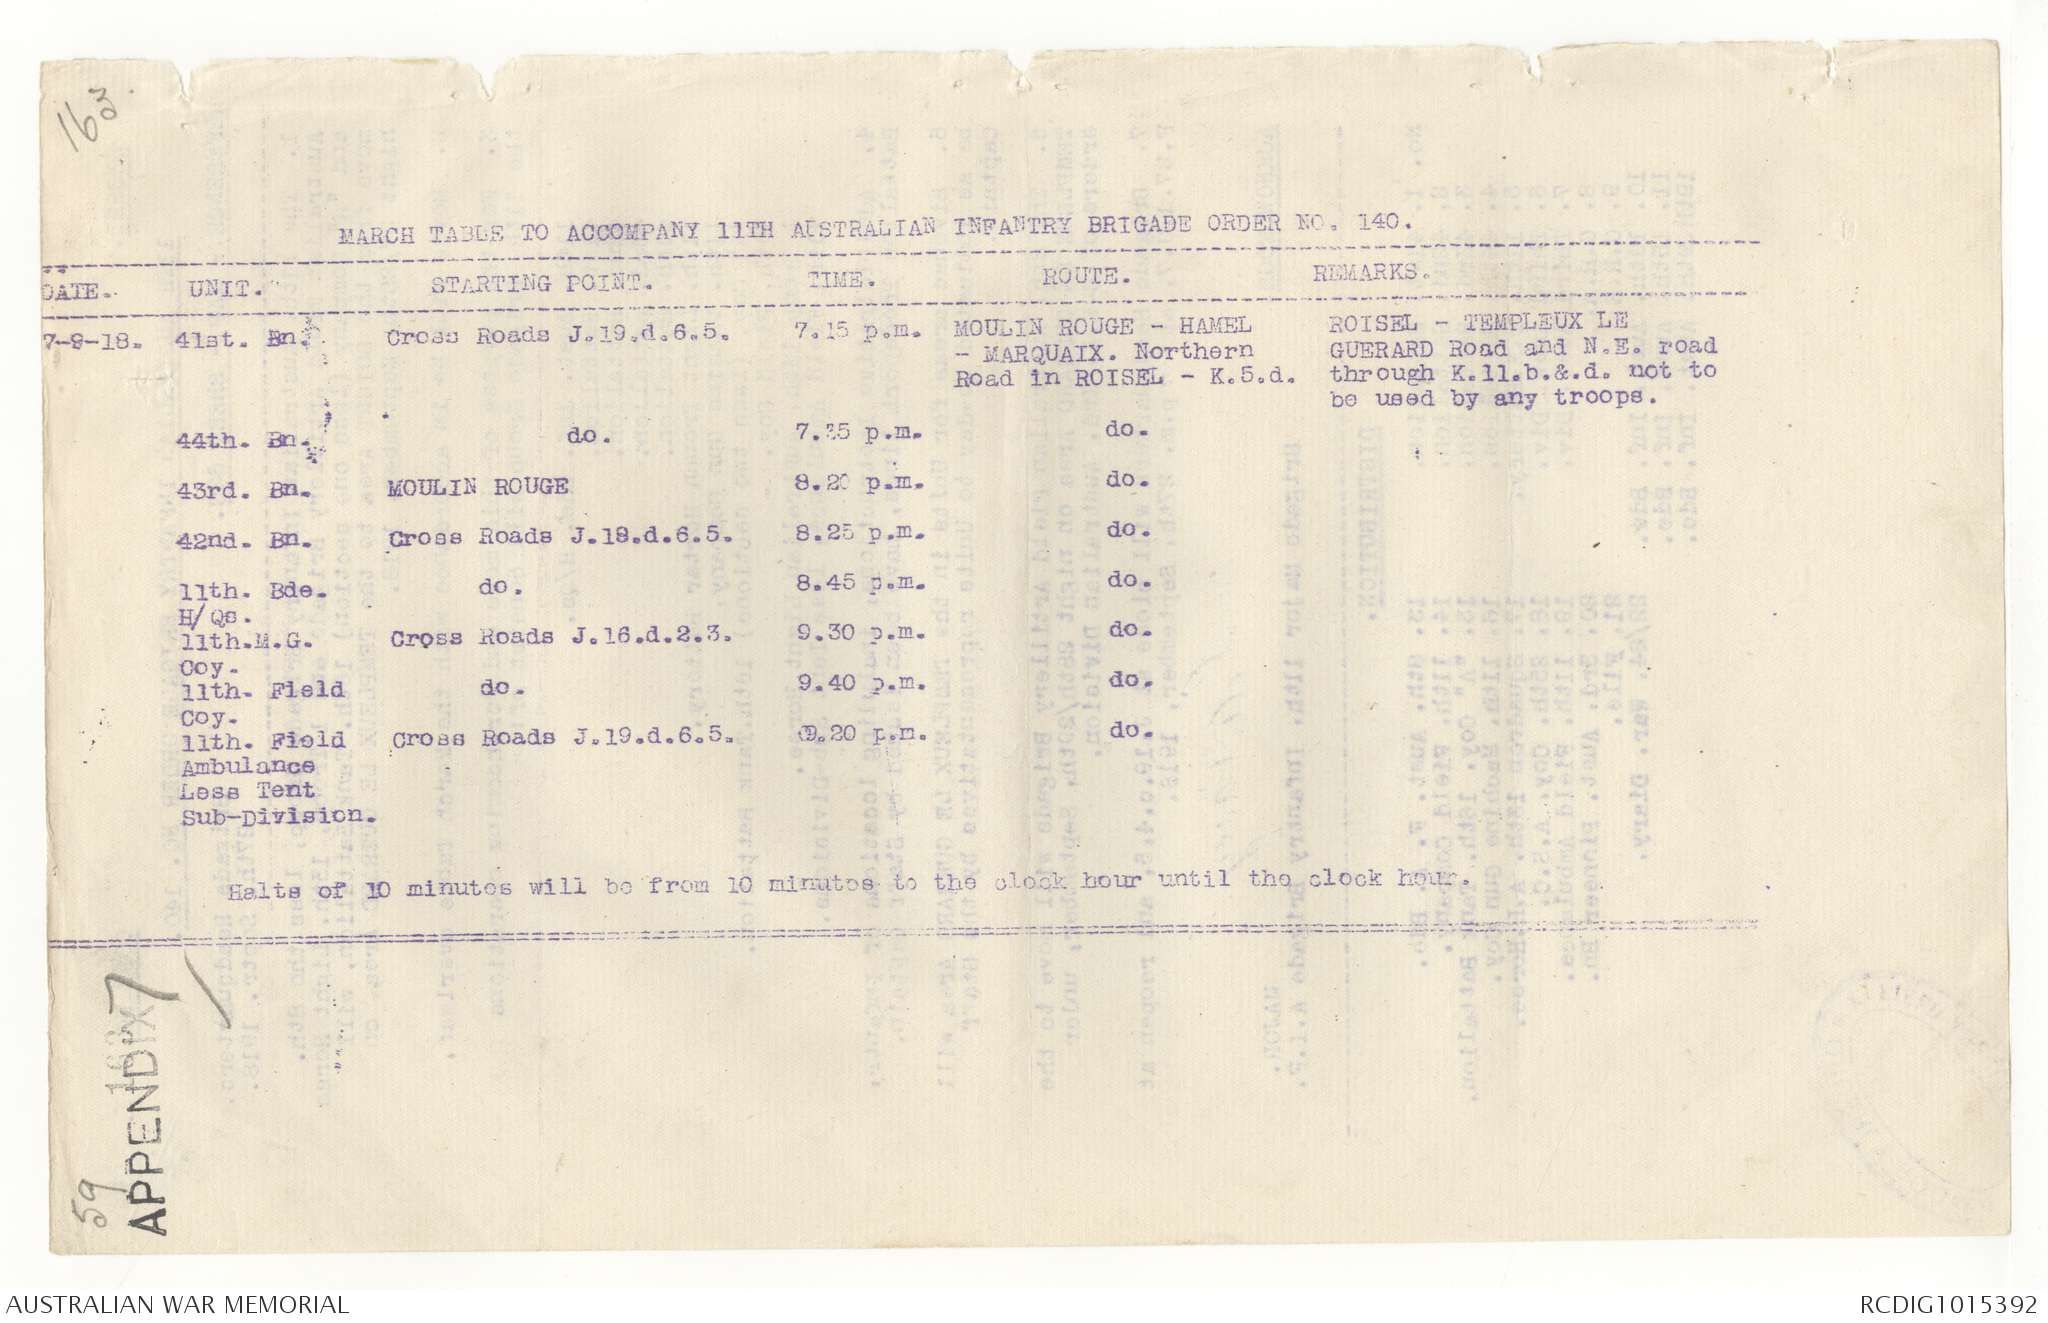 163
MARCH TABLE TO ACCOMPANY 11TH AUSTRALIAN INFANTRY BRIGADE ORDER NO. 140.
DATE. UNIT. STARTING POINT. TIME. ROUTE. REMARKS.
7-9-18. 41st. Bn. Cross Roads J.19.d.6.5. 7.15 p.m. MOULIN ROUGE - HAMEL ROISEL - TEMPLEUX LE
- MARQUAIX. Northern GUERARD Road and N.E. road
Road in ROISEL - K.5.d. through K.11.b.&.d. not to
be used by any troops.
44th. Bn. do. 7.35 p.m. do.
43rd. Bn. MOULIN ROUGE 8.20 p.m. do.
42nd. Bn. Cross Roads J.18.d.6.5. 8.25 p.m. do.
11th. Bde. do. 8.45 p.m. do.
H/Qs.
11th.M.G. Cross Roads J.16.d.2.3. 9.30 p.m. do.
Coy.
11th. Field do. 9.40 p.m. do.
Coy.
11th. Field Cross Roads J.19.d.6.5. 9.20 p.m. do.
Ambulance
Less Tent
Sub-Division.
Halts of 10 minutes will be from 10 minutes to the clock hour until the clock hour.
APPENDIX 7
59
AUSTRALIAN WAR MEMORIAL
RCDIG1015392